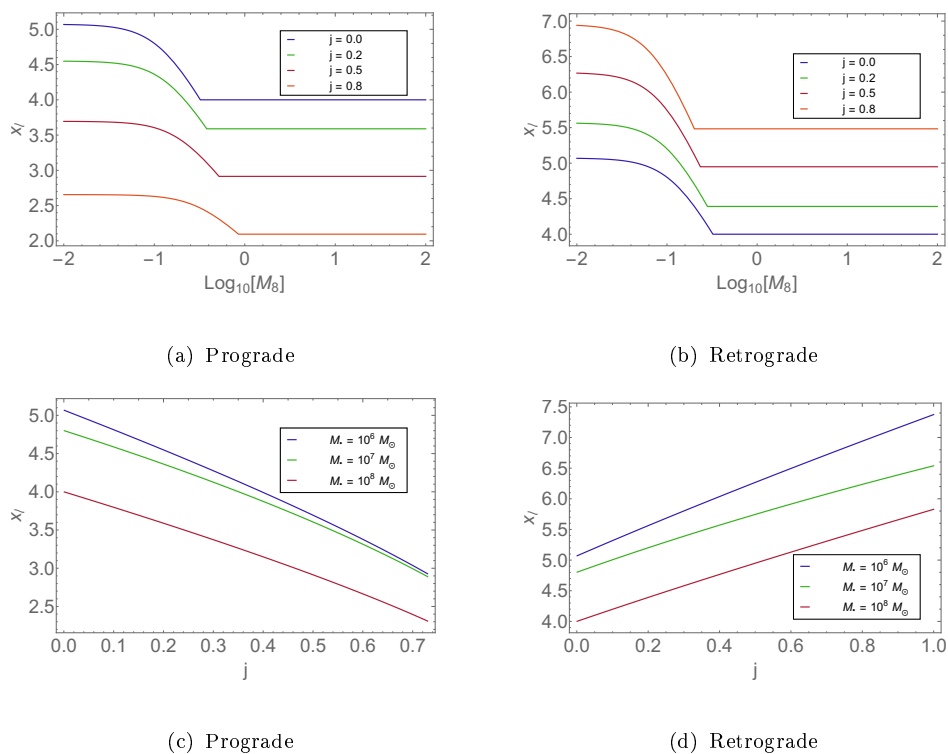 5.0
4.5
4.0
3.5
3.0
2.5
2.0
x_l
−2 −1 0 1 2
Log10[M8]
j = 0.0
j = 0.2
j = 0.5
j = 0.8
(a) Prograde
7.0
6.5
6.0
5.5
5.0
4.5
4.0
x_l
−2 −1 0 1 2
Log10[M8]
j = 0.0
j = 0.2
j = 0.5
j = 0.8
(b) Retrograde
5.0
4.5
4.0
3.5
3.0
2.5
x_l
0.0 0.1 0.2 0.3 0.4 0.5 0.6 0.7
j
M• = 10^6 M⊙
M• = 10^7 M⊙
M• = 10^8 M⊙
(c) Prograde
7.5
7.0
6.5
6.0
5.5
5.0
4.5
4.0
x_l
0.0 0.2 0.4 0.6 0.8 1.0
j
M• = 10^6 M⊙
M• = 10^7 M⊙
M• = 10^8 M⊙
(d) Retrograde